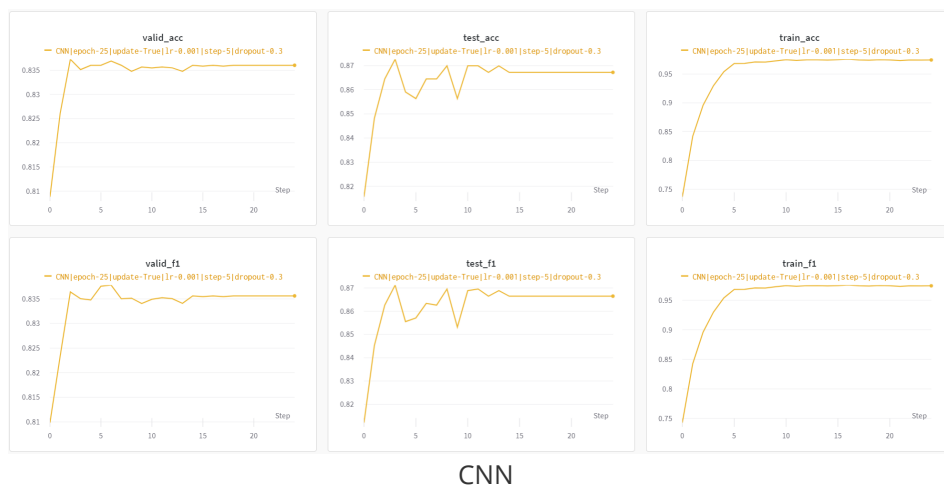 valid_acc
CNN|epoch-25|update-True|lr-0.001|step-5|dropout-0.3
0.835
0.83
0.825
0.82
0.815
0.81
Step
0 5 10 15 20
test_acc
CNN|epoch-25|update-True|lr-0.001|step-5|dropout-0.3
0.87
0.86
0.85
0.84
0.83
0.82
Step
0 5 10 15 20
train_acc
CNN|epoch-25|update-True|lr-0.001|step-5|dropout-0.3
0.95
0.9
0.85
0.8
0.75
Step
0 5 10 15 20
valid_f1
CNN|epoch-25|update-True|lr-0.001|step-5|dropout-0.3
0.835
0.83
0.825
0.82
0.815
0.81
Step
0 5 10 15 20
test_f1
CNN|epoch-25|update-True|lr-0.001|step-5|dropout-0.3
0.87
0.86
0.85
0.84
0.83
0.82
Step
0 5 10 15 20
train_f1
CNN|epoch-25|update-True|lr-0.001|step-5|dropout-0.3
0.95
0.9
0.85
0.8
0.75
Step
0 5 10 15 20
CNN